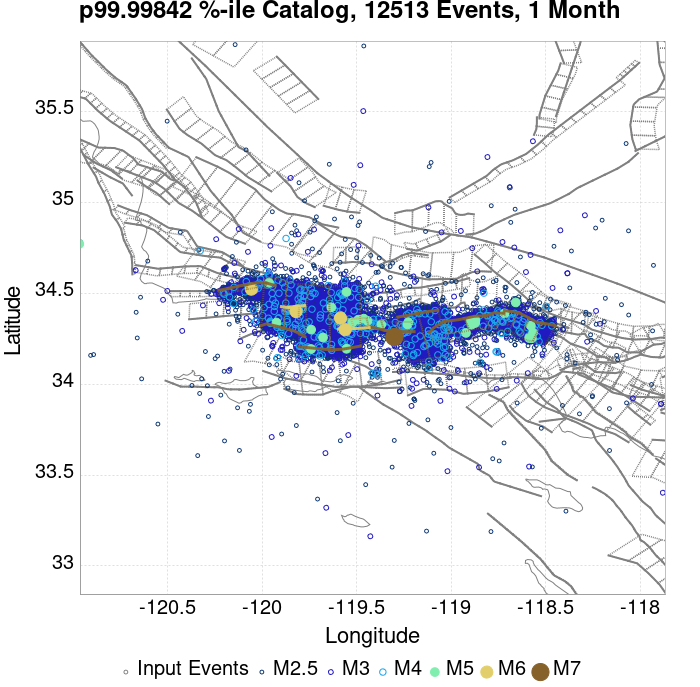 p99.99842 %-ile Catalog, 12513 Events, 1 Month
35.5
35
34.5
34
33.5
33
Latitude
-120.5 -120 -119.5 -119 -118.5 -118
Longitude
Input Events M2.5 M3 M4 M5 M6 M7